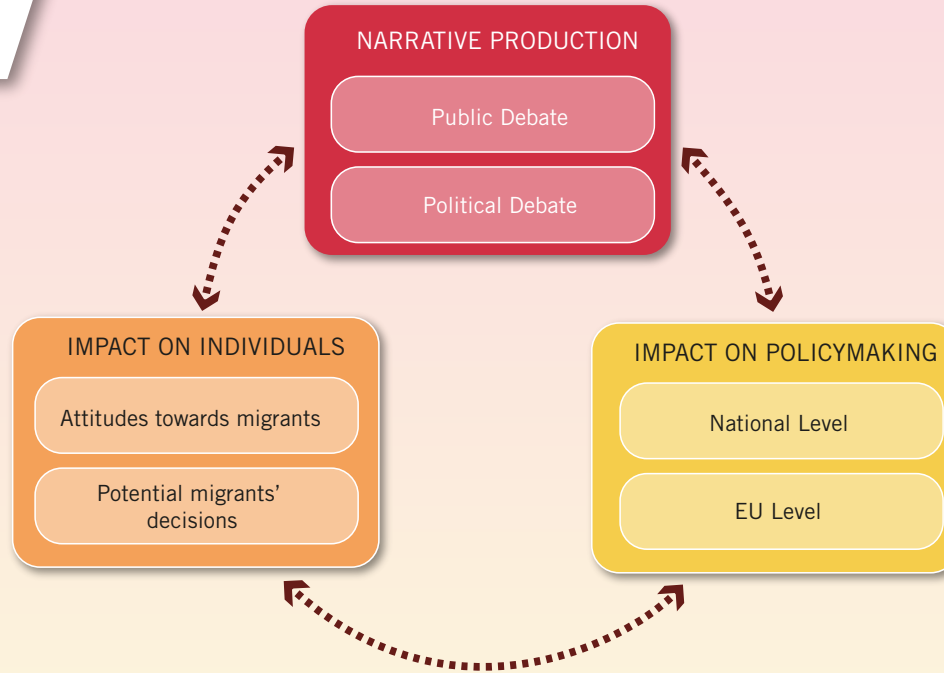 NARRATIVE PRODUCTION
Public Debate
Political Debate
IMPACT ON INDIVIDUALS
Attitudes towards migrants
Potential migrants’
decisions
IMPACT ON POLICYMAKING
National Level
EU Level